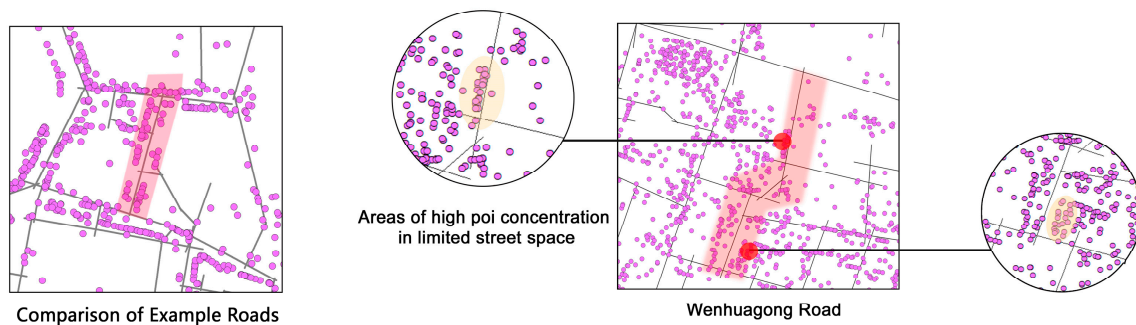 Areas of high poi concentration
in limited street space
Comparison of Example Roads
Wenhuagong Road